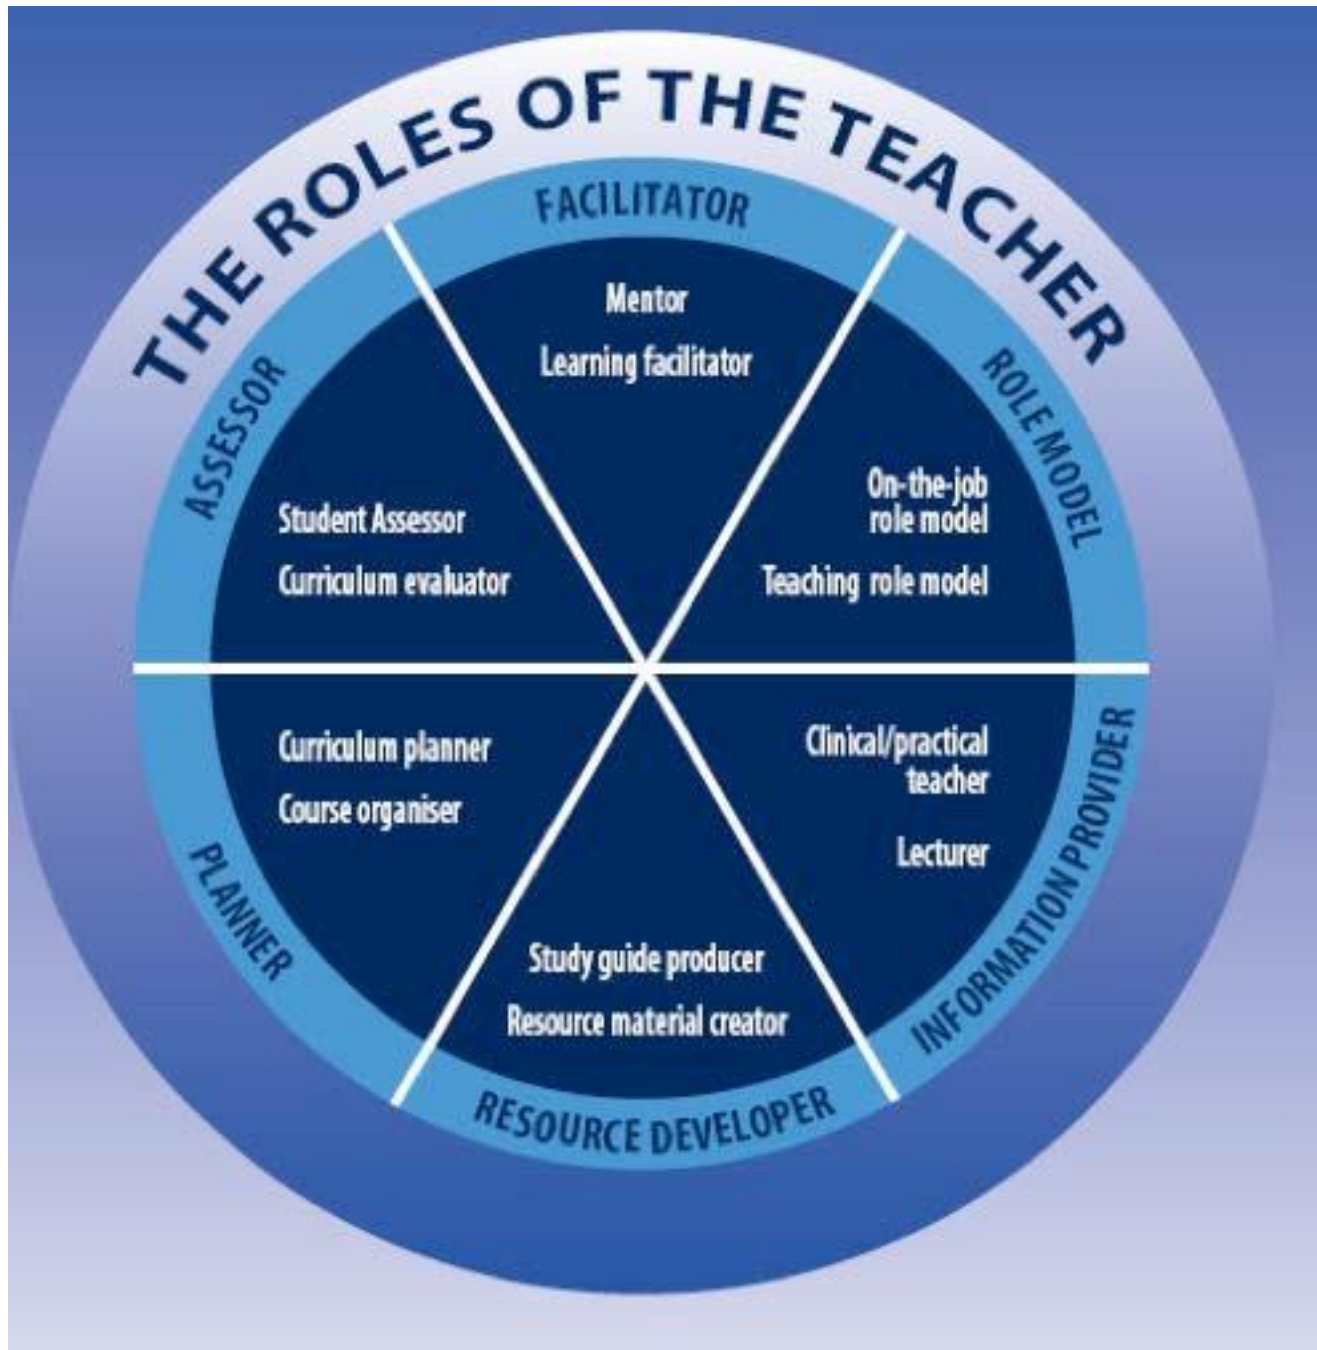 THE ROLES OF THE TEACHER
FACILITATOR
Mentor
Learning facilitator
ROLE MODEL
On-the-job
role model
Teaching role model
INFORMATION PROVIDER
Clinical/practical
teacher
Lecturer
RESOURCE DEVELOPER
Study guide producer
Resource material creator
PLANNER
Curriculum planner
Course organiser
ASSESSOR
Student Assessor
Curriculum evaluator